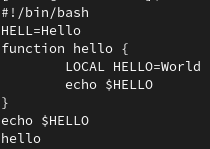 #!/bin/bash
HELL=Hello
function hello {
        LOCAL HELLO=World
        echo $HELLO
}
echo $HELLO
hello